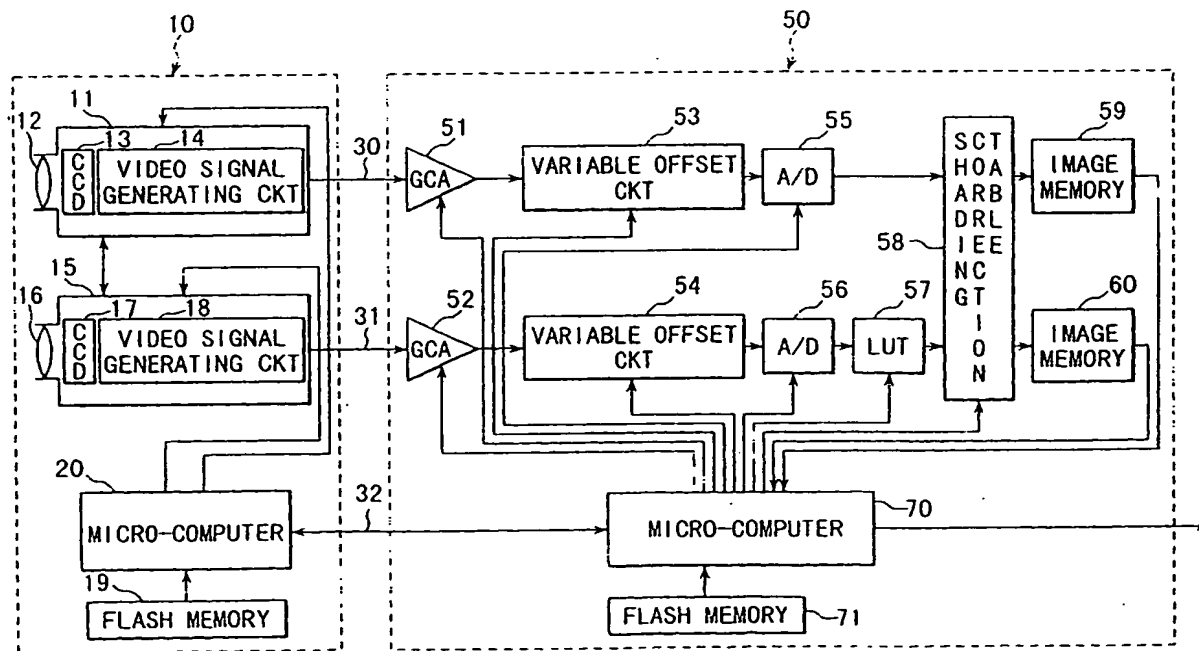 10
50
11
12
13
14
CCD
VIDEO SIGNAL
GENERATING CKT
30
51
GCA
53
VARIABLE OFFSET
CKT
55
A/D
58
SHADING
CORRECTION
TABLE
59
IMAGE
MEMORY
15
16
17
18
CCD
VIDEO SIGNAL
GENERATING CKT
31
52
GCA
54
VARIABLE OFFSET
CKT
56
A/D
57
LUT
60
IMAGE
MEMORY
20
MICRO-COMPUTER
32
70
MICRO-COMPUTER
19
FLASH MEMORY
FLASH MEMORY
71